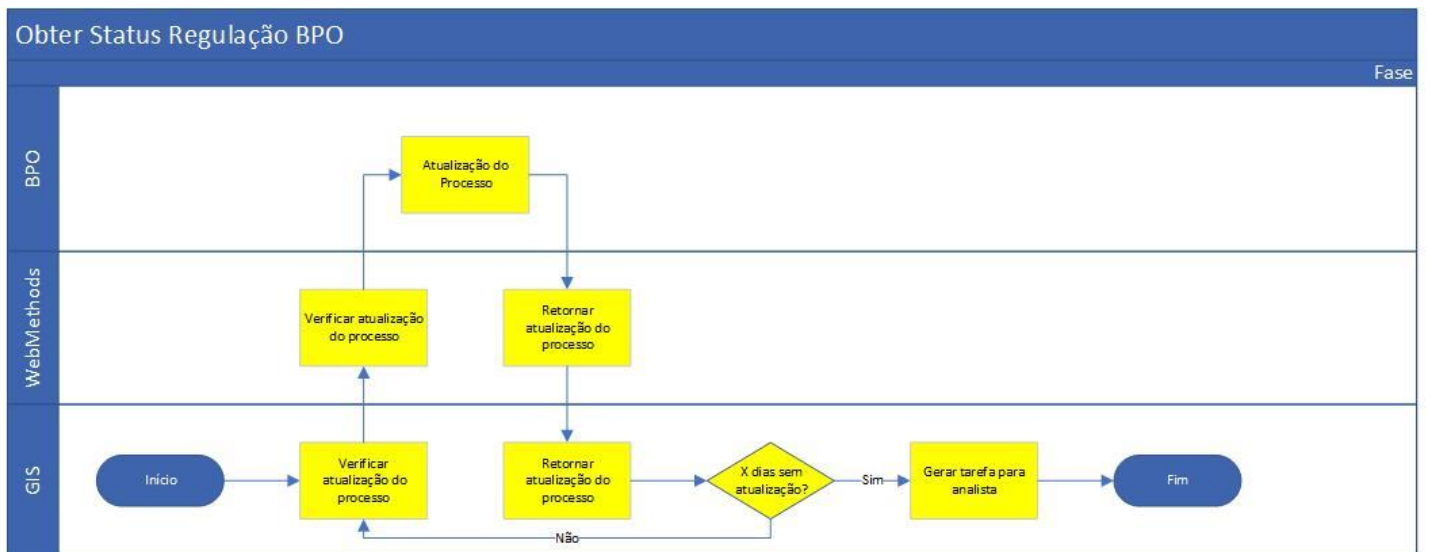 Obter Status Regulação BPO
Fase
BPO
Atualização do
Processo
WebMethods
Verificar atualização
do processo
Retornar
atualização do
processo
GIS
Início
Verificar
atualização do
processo
Retornar
atualização do
processo
X dias sem
atualização?
Sim
Gerar tarefa para
analista
Fim
Não